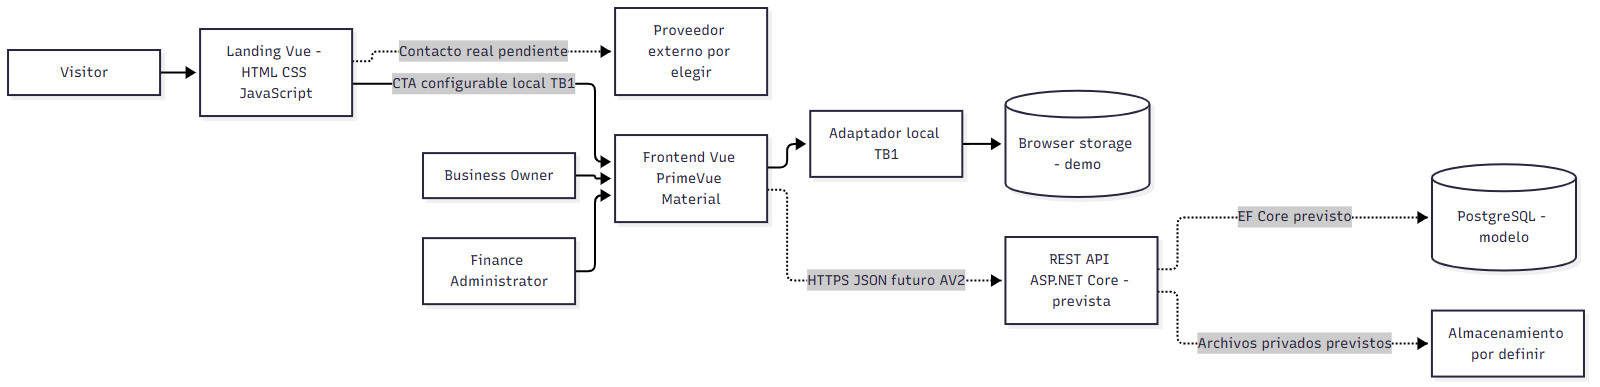 Visitor
Landing Vue -
HTML CSS
JavaScript
Contacto real pendiente
CTA configurable local TB1
Proveedor
externo por
elegir
Business Owner
Finance
Administrator
Frontend Vue
PrimeVue
Material
Adaptador local
TB1
Browser storage
- demo
HTTPS JSON futuro AV2
REST API
ASP.NET Core -
prevista
EF Core previsto
Archivos privados previstos
PostgreSQL -
modelo
Almacenamiento
por definir